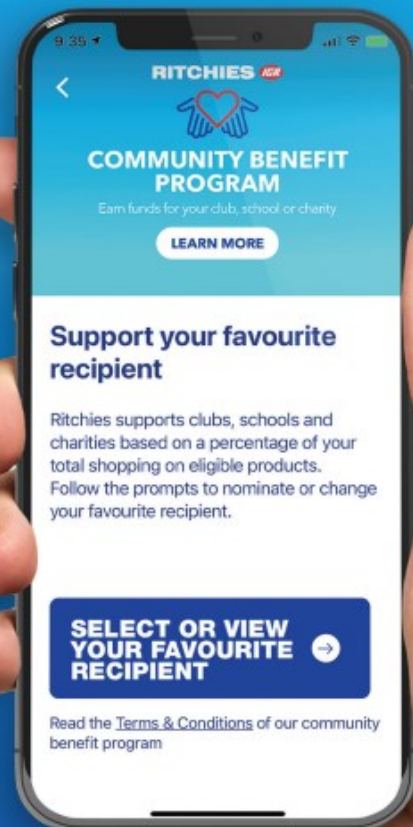 9:35
RITCHIES IGA
COMMUNITY BENEFIT
PROGRAM
Earn funds for your club, school or charity
LEARN MORE
Support your favourite
recipient
Ritchies supports clubs, schools and
charities based on a percentage of your
total shopping on eligible products.
Follow the prompts to nominate or change
your favourite recipient.
SELECT OR VIEW
YOUR FAVOURITE
RECIPIENT
Read the Terms & Conditions of our community
benefit program